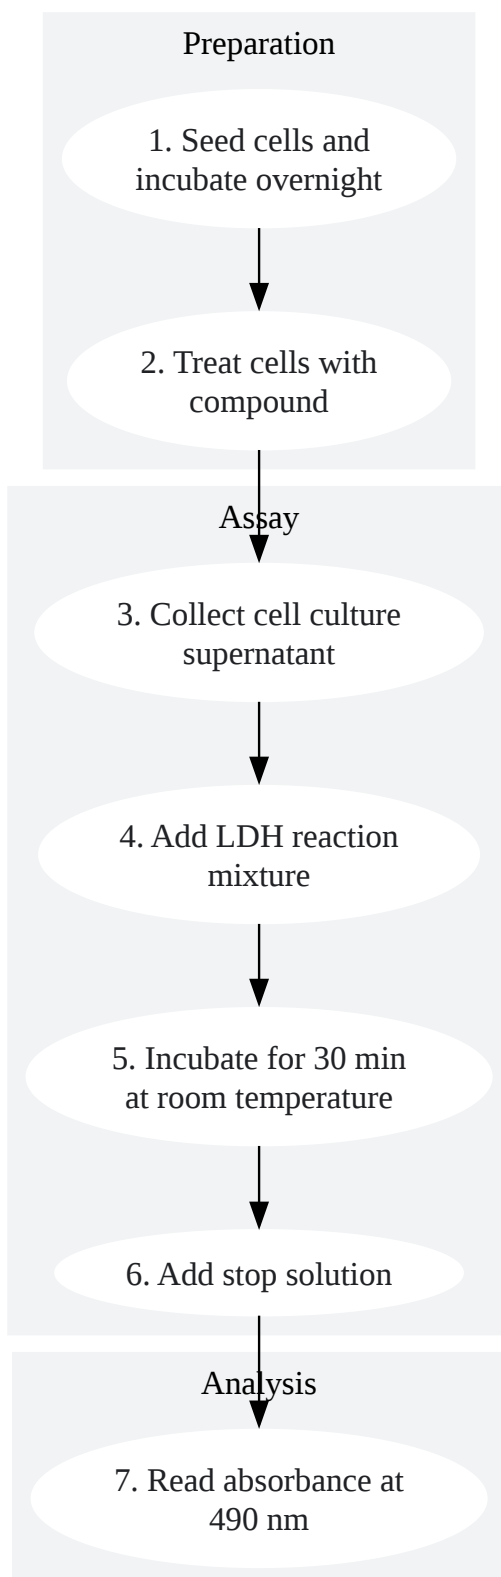 Preparation
1. Seed cells and
incubate overnight
2. Treat cells with
compound
Assay
3. Collect cell culture
supernatant
4. Add LDH reaction
mixture
5. Incubate for 30 min
at room temperature
6. Add stop solution
Analysis
7. Read absorbance at
490 nm